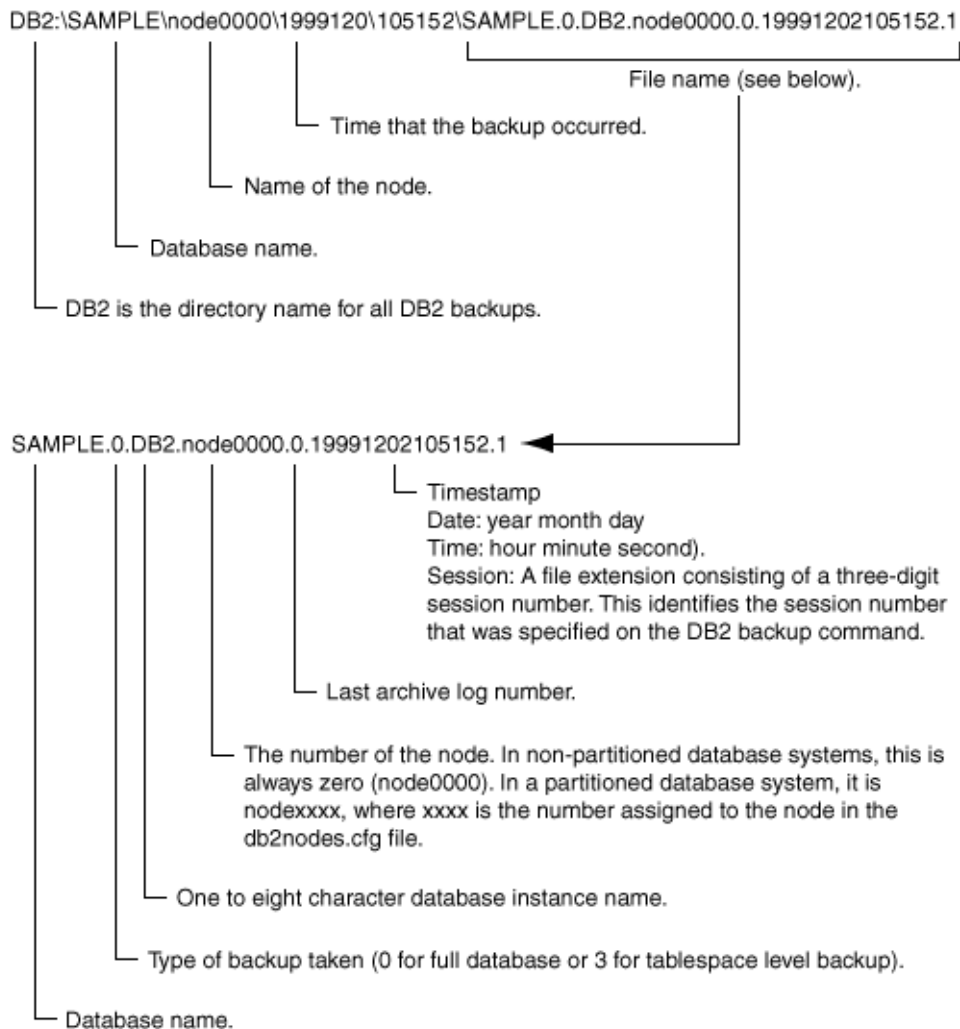 DB2:\SAMPLE\node0000\1999120\105152\SAMPLE.0.DB2.node0000.0.19991202105152.1
File name (see below).
Time that the backup occurred.
Name of the node.
Database name.
DB2 is the directory name for all DB2 backups.
SAMPLE.0.DB2.node0000.0.19991202105152.1
Timestamp
Date: year month day
Time: hour minute second).
Session: A file extension consisting of a three-digit
session number. This identifies the session number
that was specified on the DB2 backup command.
Last archive log number.
The number of the node. In non-partitioned database systems, this is
always zero (node0000). In a partitioned database system, it is
nodexxxx, where xxxx is the number assigned to the node in the
db2nodes.cfg file.
One to eight character database instance name.
Type of backup taken (0 for full database or 3 for tablespace level backup).
Database name.